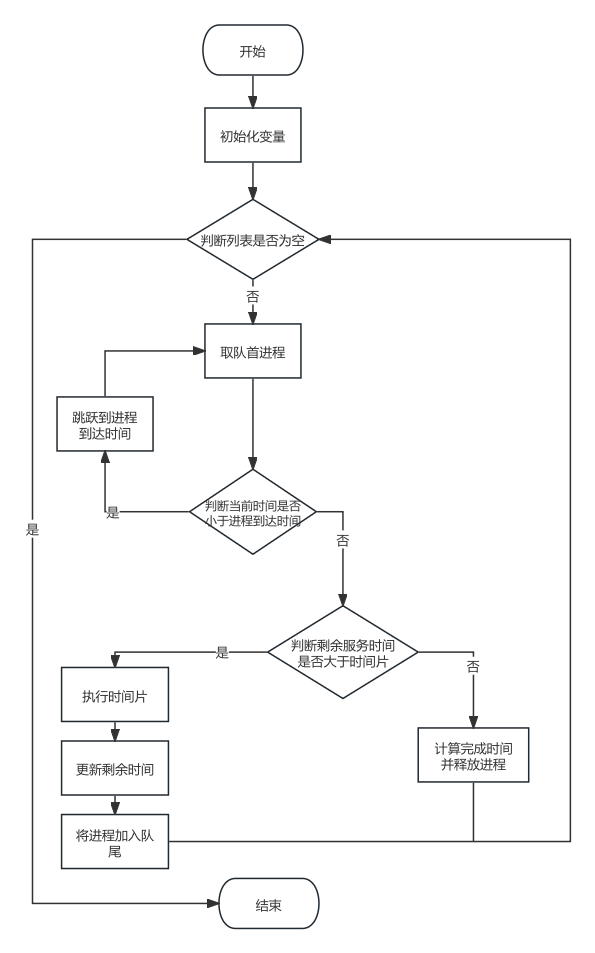 开始
初始化变量
判断列表是否为空
否
取队首进程
跳跃到进程
到达时间
判断当前时间是否
小于进程到达时间
是
是
否
判断剩余服务时间
是否大于时间片
是
否
执行时间片
更新剩余时间
计算完成时间
并释放进程
将进程加入队
尾
结束